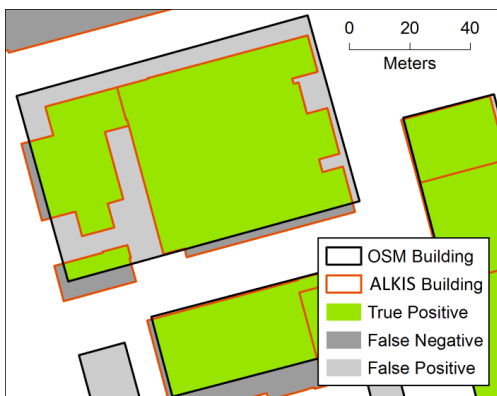 0 20 40
Meters
OSM Building
ALKIS Building
True Positive
False Negative
False Positive